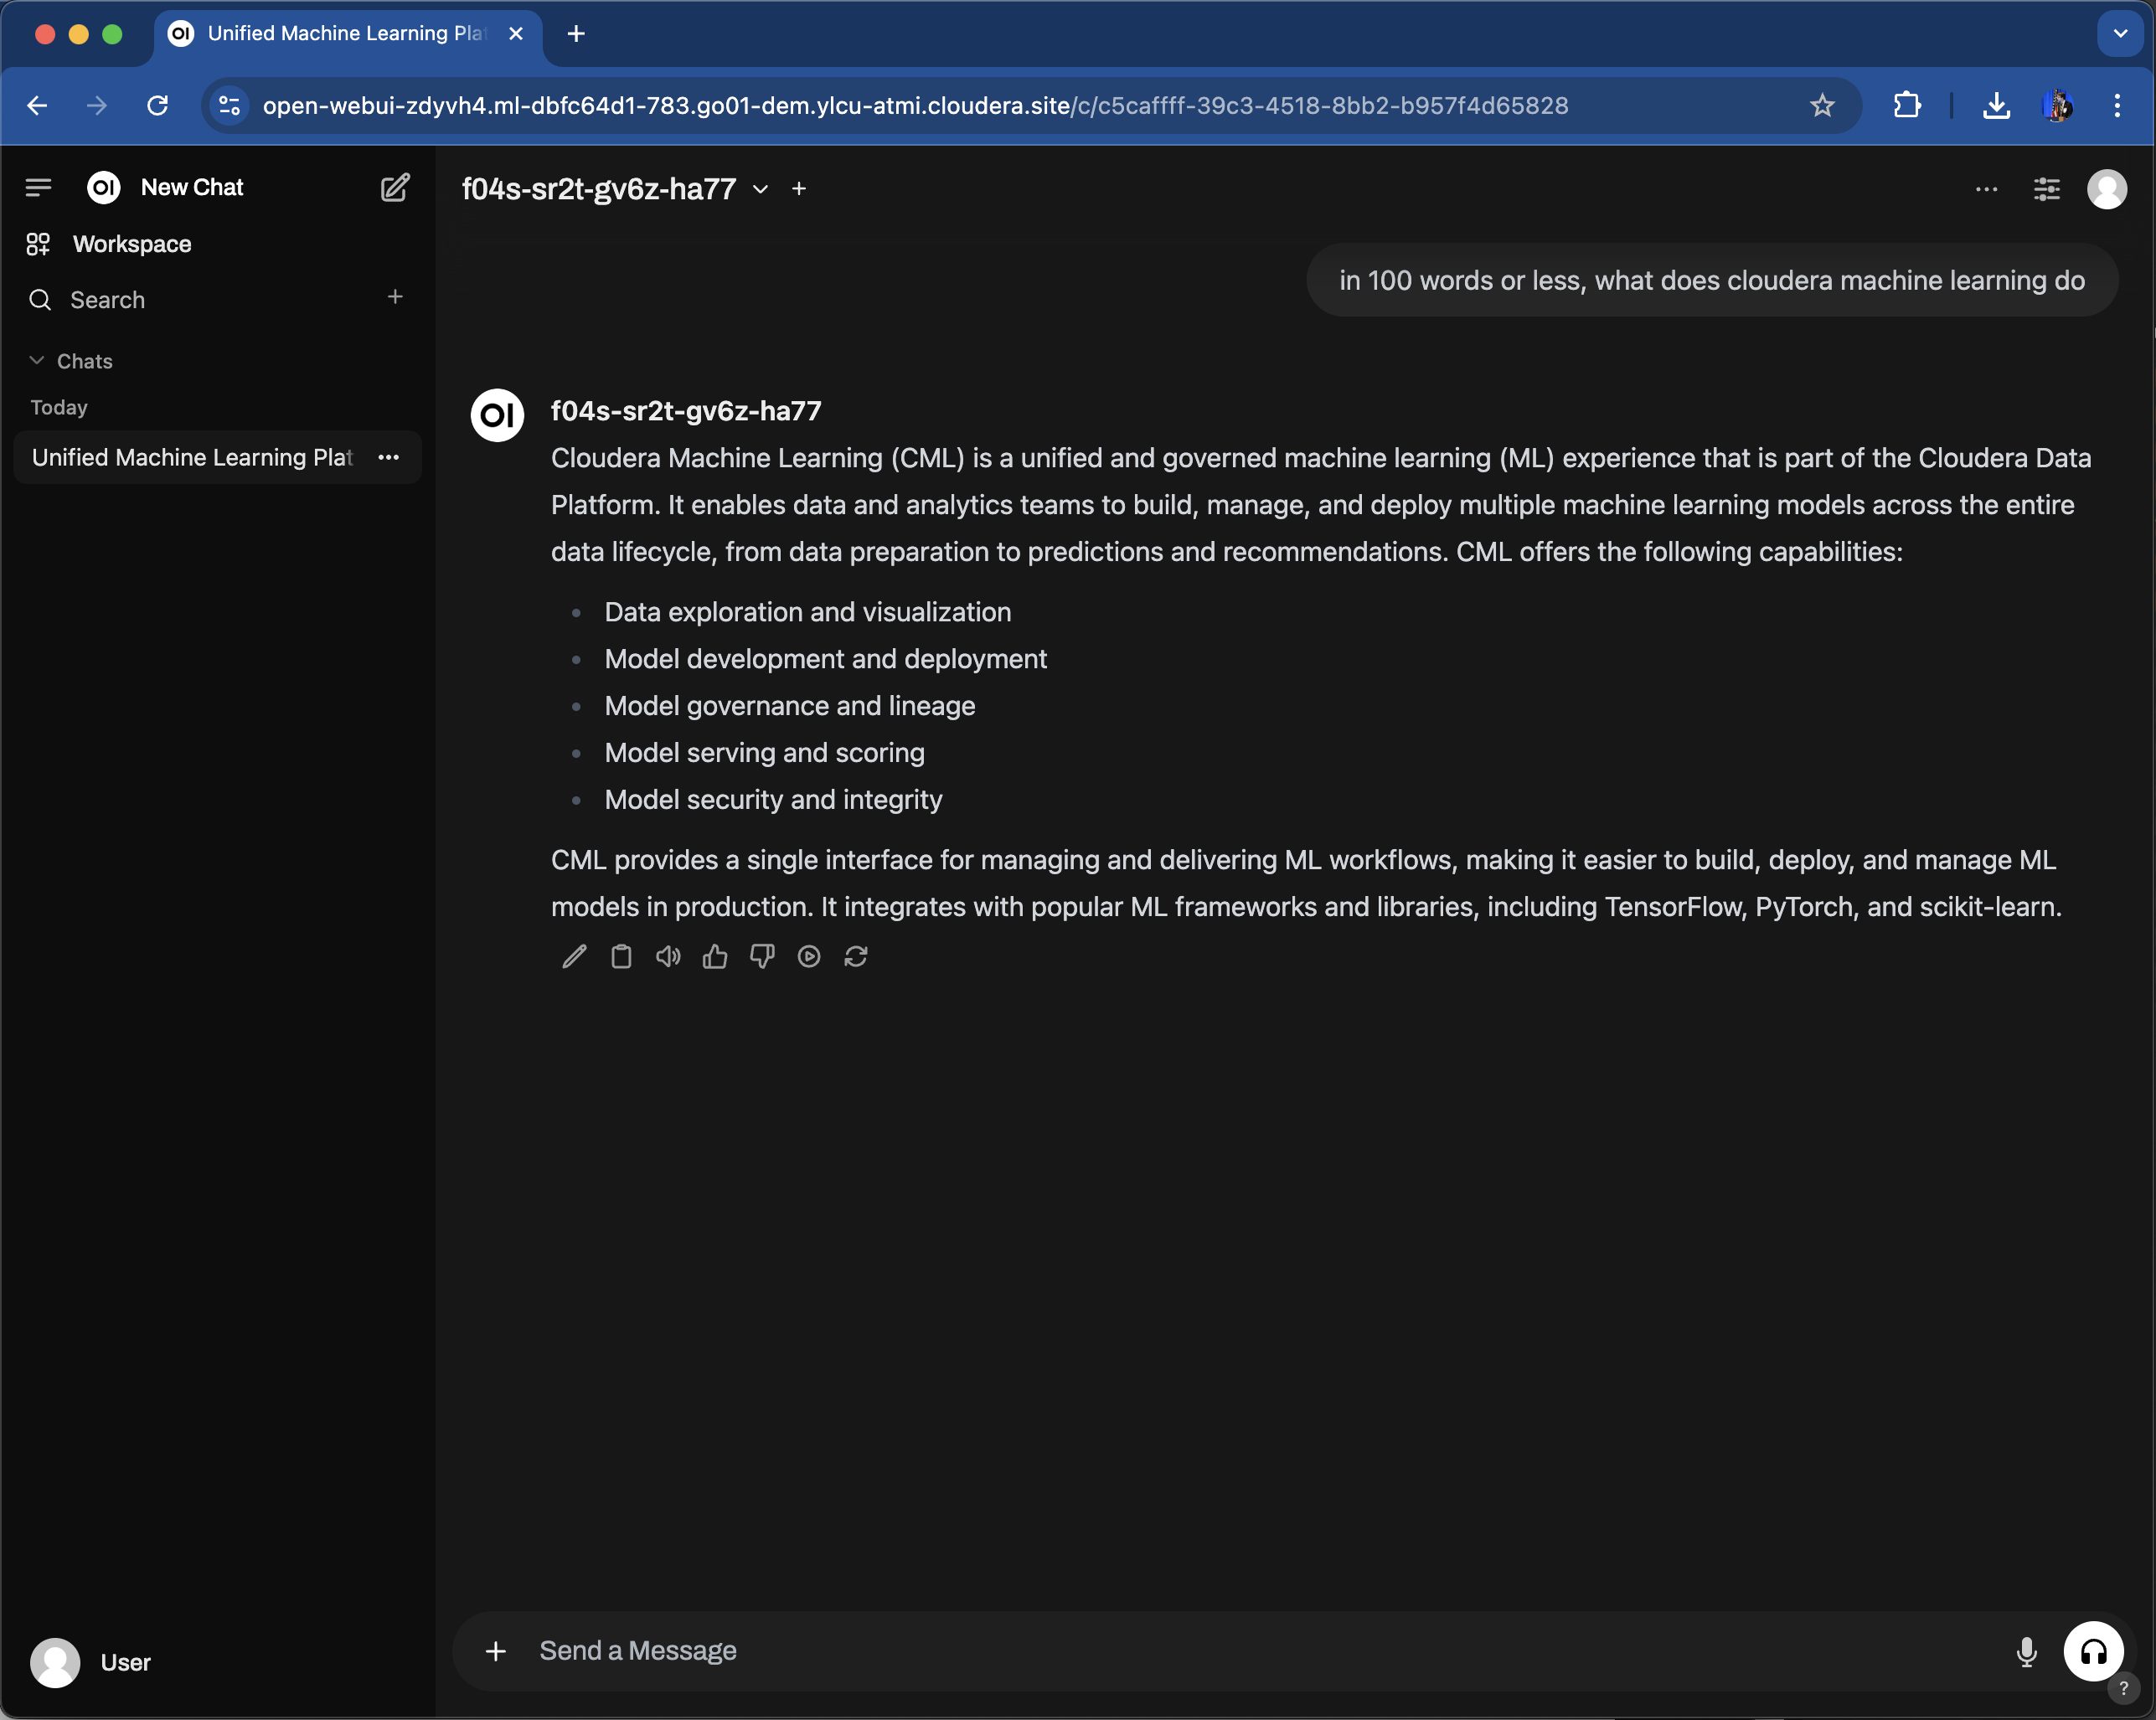 OI Unified Machine Learning Pla
open-webui-zdyvh4.ml-dbfc64d1-783.go01-dem.ylcu-atmi.cloudera.site/c/c5caffff-39c3-4518-8bb2-b957f4d65828
OI New Chat
Workspace
Search
Chats
Today
Unified Machine Learning Plat
f04s-sr2t-gv6z-ha77
in 100 words or less, what does cloudera machine learning do
OI f04s-sr2t-gv6z-ha77
Cloudera Machine Learning (CML) is a unified and governed machine learning (ML) experience that is part of the Cloudera Data
Platform. It enables data and analytics teams to build, manage, and deploy multiple machine learning models across the entire
data lifecycle, from data preparation to predictions and recommendations. CML offers the following capabilities:
• Data exploration and visualization
• Model development and deployment
• Model governance and lineage
• Model serving and scoring
• Model security and integrity
CML provides a single interface for managing and delivering ML workflows, making it easier to build, deploy, and manage ML
models in production. It integrates with popular ML frameworks and libraries, including TensorFlow, PyTorch, and scikit-learn.
Send a Message
User
?